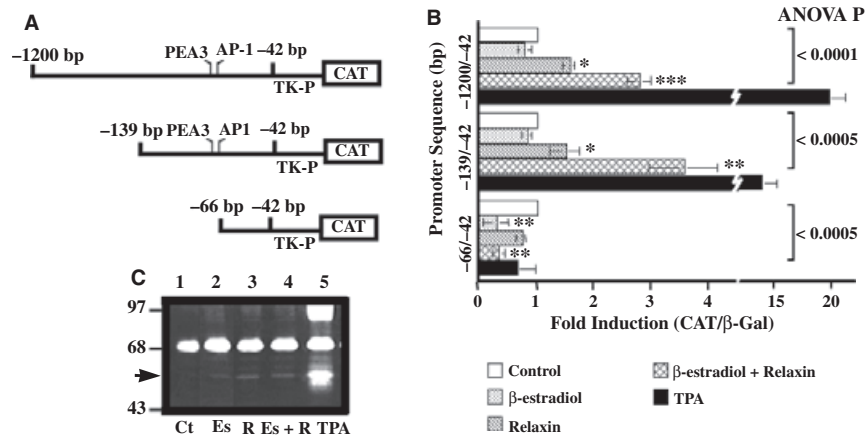 A
−1200 bp
PEA3
AP-1
−42 bp
TK-P
CAT
−139 bp
PEA3
AP1
−42 bp
TK-P
CAT
−66 bp
−42 bp
TK-P
CAT
B
ANOVA P
Promoter Sequence (bp)
−1200/−42
*
***
< 0.0001
−139/−42
*
**
< 0.0005
−66/−42
**
**
< 0.0005
0 1 2 3 4 15 20
Fold Induction (CAT/β-Gal)
Control
β-estradiol
Relaxin
β-estradiol + Relaxin
TPA
C
1 2 3 4 5
97
68
43
Ct Es R Es + R TPA